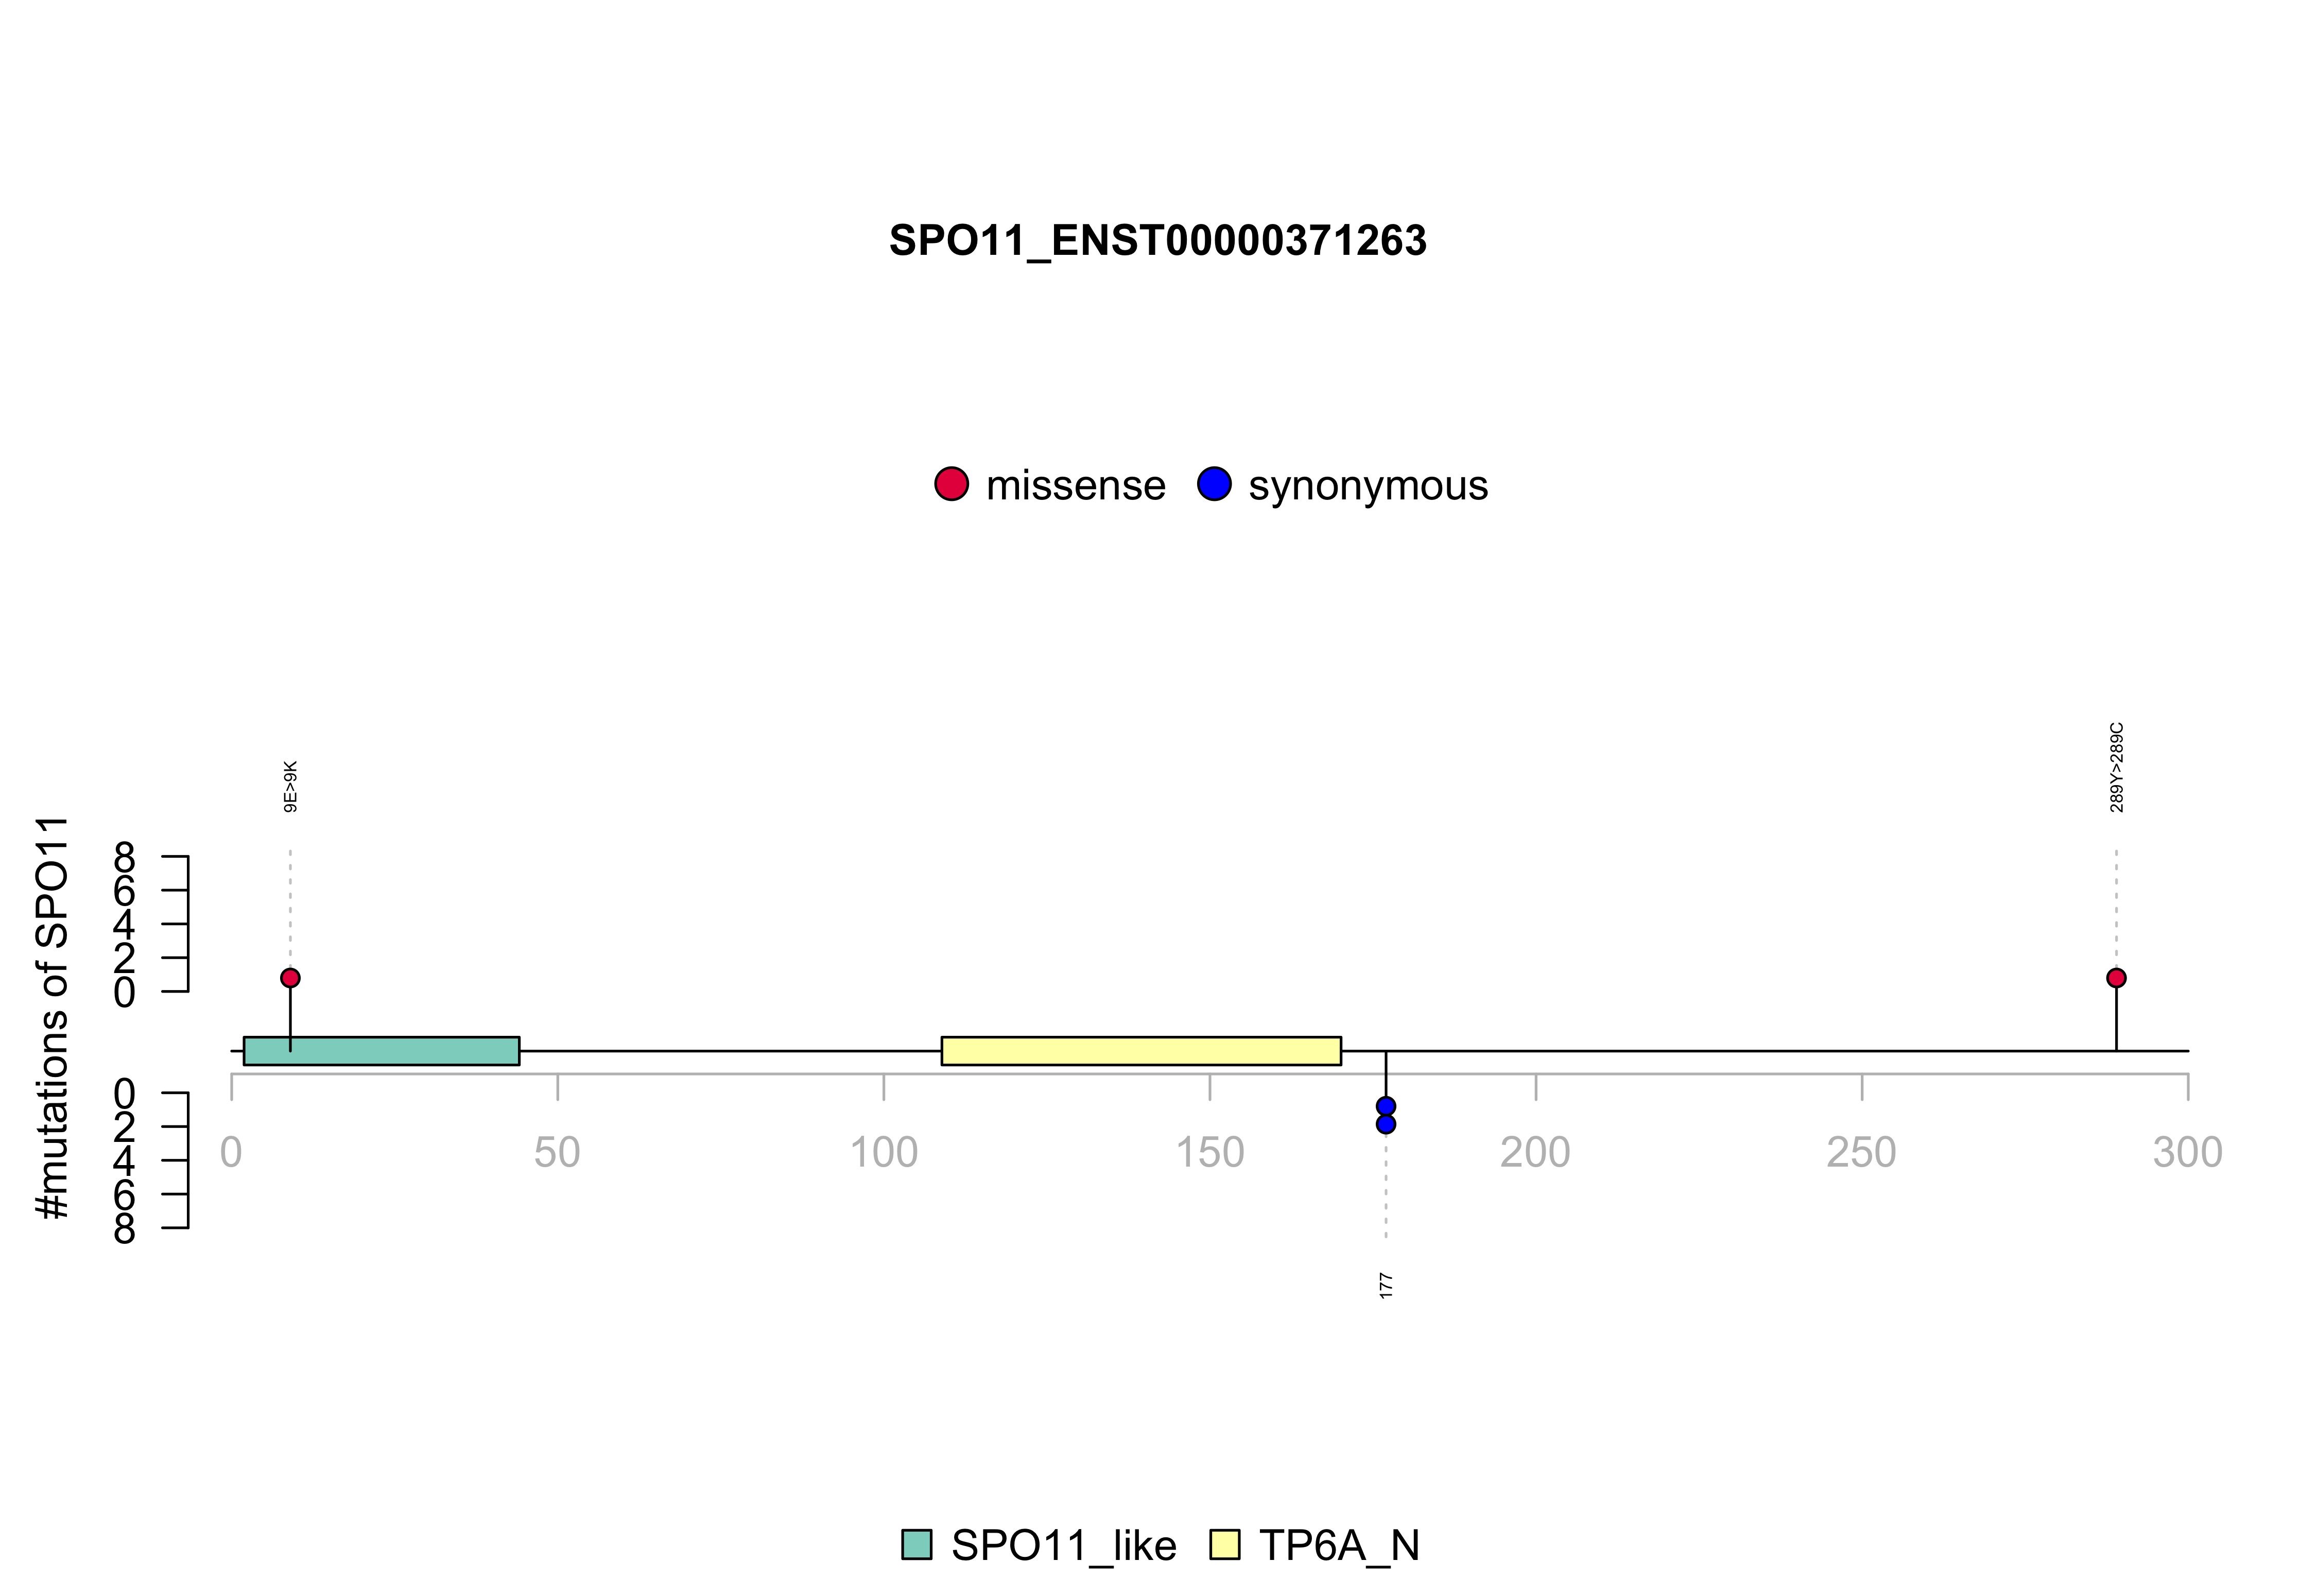 SPO11_ENST00000371263
missense synonymous
9E>9K
289Y>289C
#mutations of SPO11
8
6
4
2
0
0
2
4
6
8
0 50 100 150 200 250 300
177
SPO11_like TP6A_N